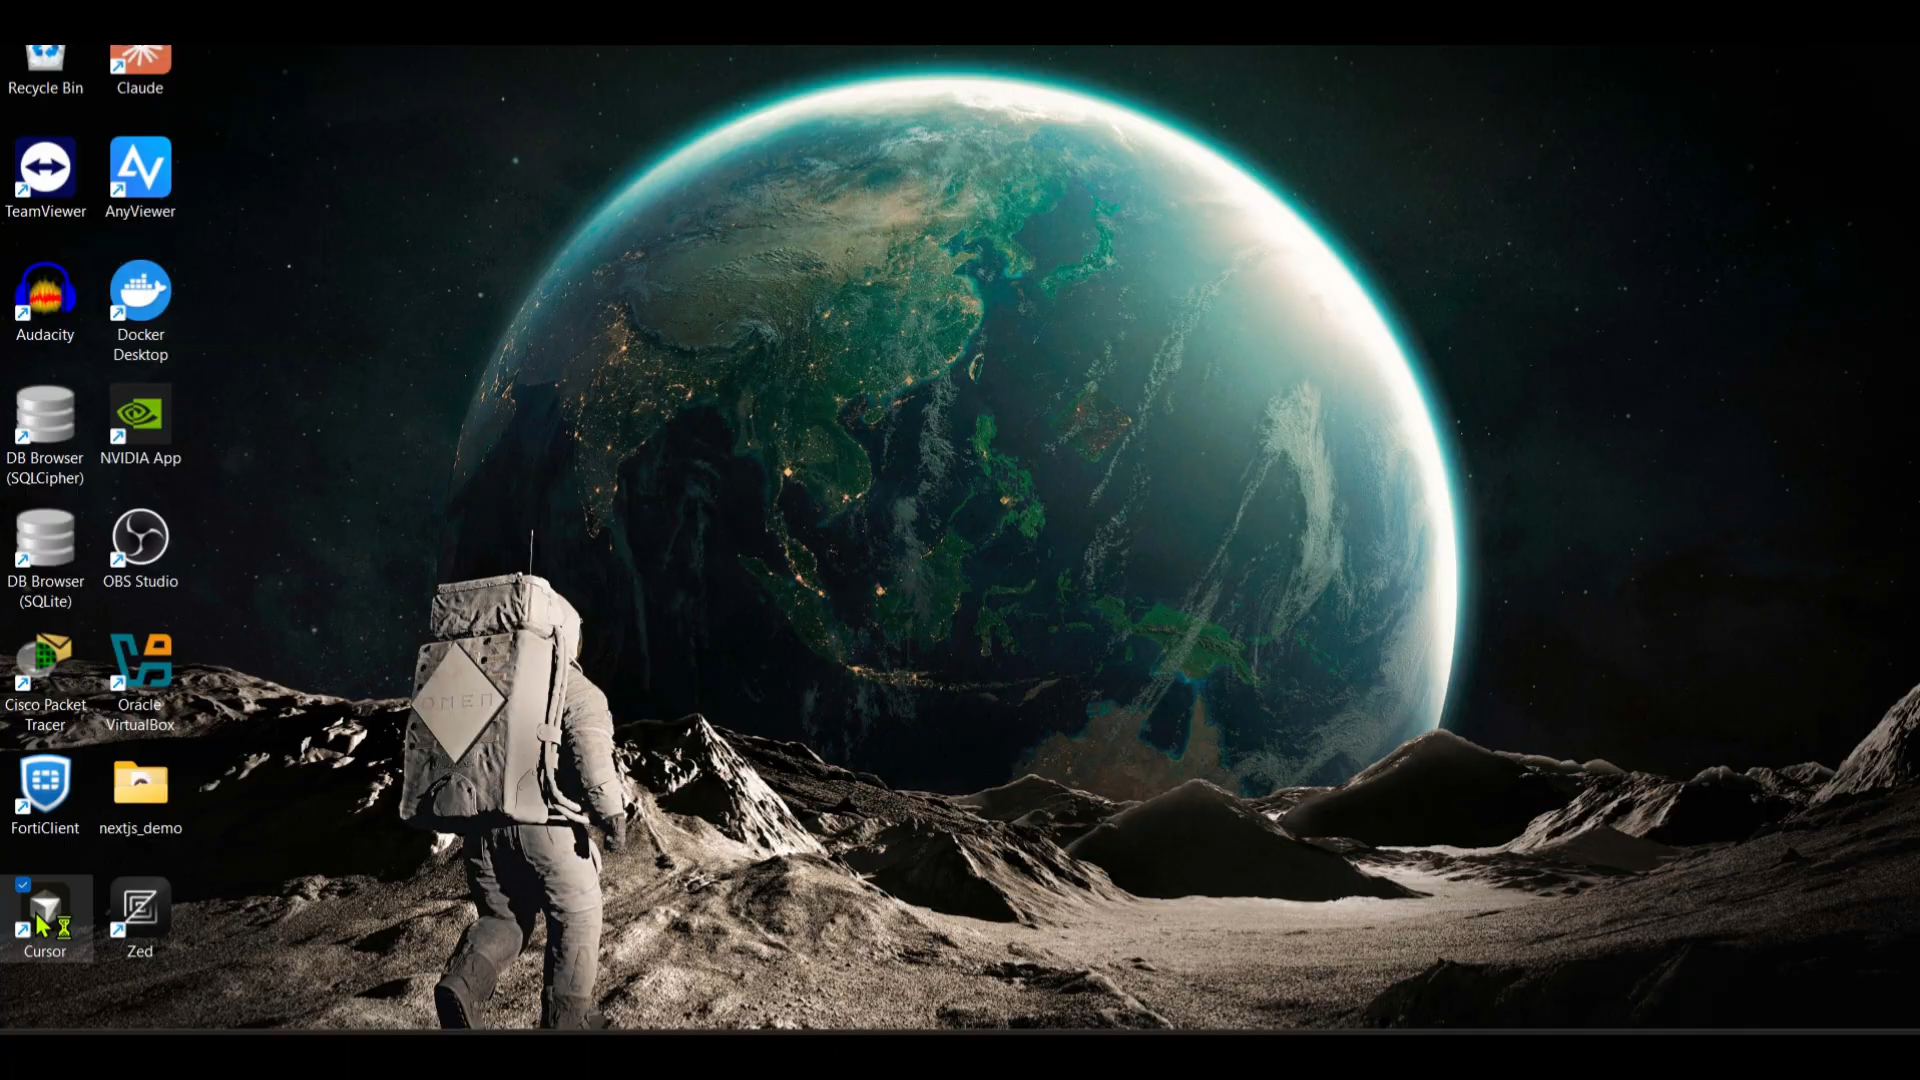 Recycle Bin
Claude
TeamViewer
AnyViewer
Audacity
Docker
Desktop
DB Browser
(SQLCipher)
NVIDIA App
DB Browser
(SQLite)
OBS Studio
Cisco Packet
Tracer
Oracle
VirtualBox
OMEN
FortiClient
nextjs_demo
Cursor
Zed